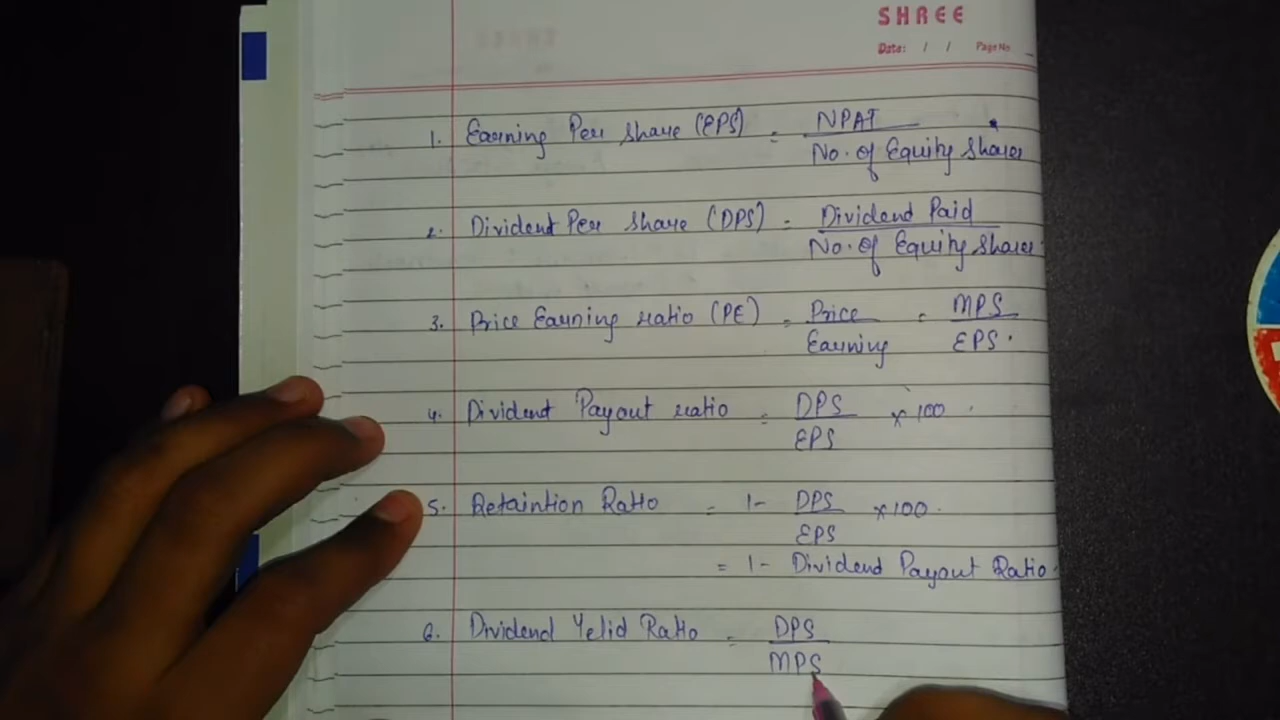 SHREE
Date: / / Page No
1. Earning Per share (EPS) = NPAT
No. of Equity Shares
2. Divident Per share (DPS) = Dividend Paid
No. of Equity Shares
3. Price Earning ratio (PE) = Price = MPS
Earning EPS.
4. Divident Payout ratio = DPS × 100
EPS
5. Retaintion Ratio = 1 - DPS × 100.
EPS
= 1 - Dividend Payout Ratio.
6. Dividend Yelid Ratio = DPS
MPS